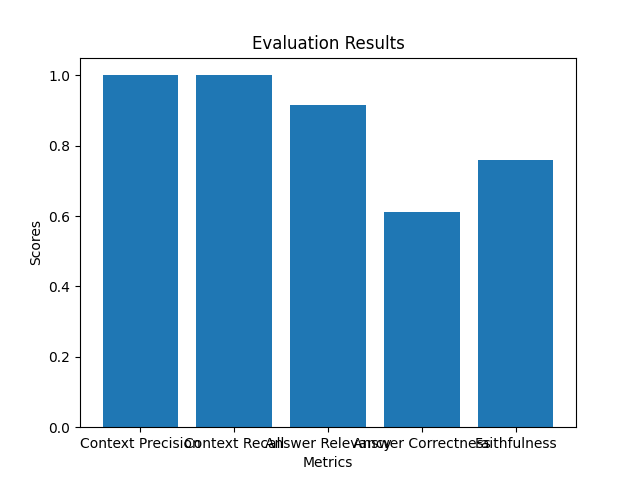 Evaluation Results
1.0
0.8
0.6
0.4
0.2
0.0
Scores
Context Precision Context Recall Answer Relevancy Answer Correctness Faithfulness
Metrics